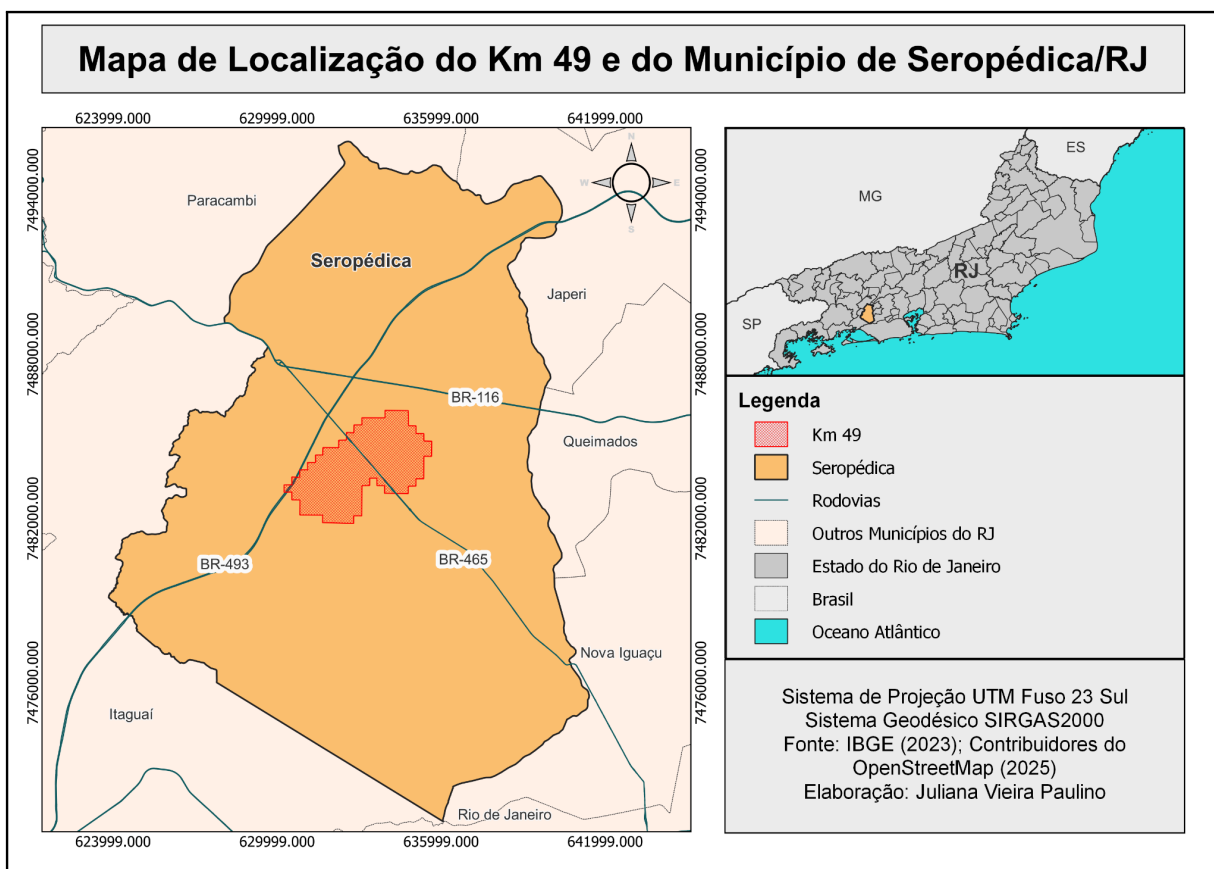 Mapa de Localização do Km 49 e do Município de Seropédica/RJ
623999.000 629999.000 635999.000 641999.000
7494000.000
7488000.000
7482000.000
7476000.000
N
W E
S
Paracambi
Seropédica
Japeri
BR-116
Queimados
BR-493
BR-465
Nova Iguaçu
Itaguaí
Rio de Janeiro
7494000.000
7488000.000
7482000.000
7476000.000
623999.000 629999.000 635999.000 641999.000
ES
MG
RJ
SP
Legenda
Km 49
Seropédica
Rodovias
Outros Municípios do RJ
Estado do Rio de Janeiro
Brasil
Oceano Atlântico
Sistema de Projeção UTM Fuso 23 Sul
Sistema Geodésico SIRGAS2000
Fonte: IBGE (2023); Contribuidores do
OpenStreetMap (2025)
Elaboração: Juliana Vieira Paulino